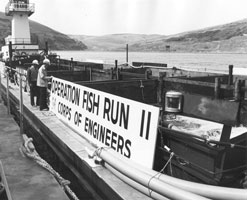 OPERATION FISH RUN II
CORPS OF ENGINEERS